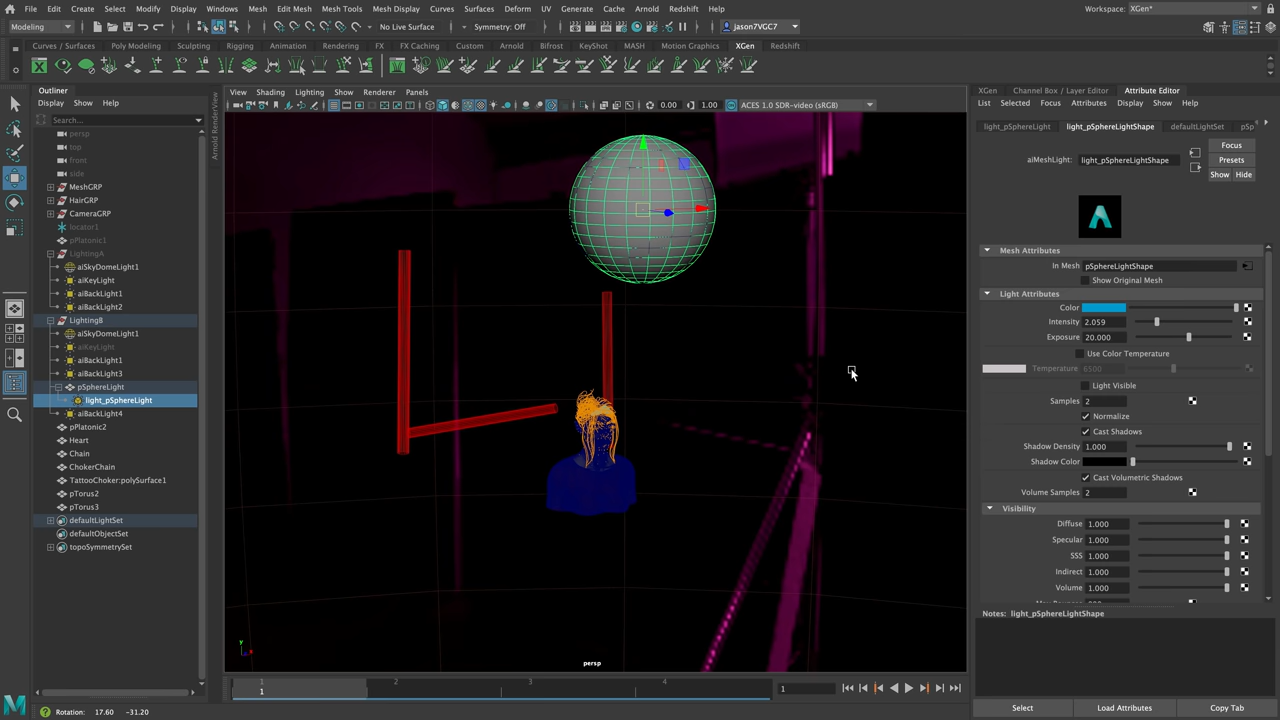 File Edit Create Select Modify Display Windows Mesh Edit Mesh Mesh Tools Mesh Display Curves Surfaces Deform UV Generate Cache Arnold Redshift Help
Workspace: XGen*
Modeling
No Live Surface
Symmetry: Off
jason7VGC7
Curves / Surfaces Poly Modeling Sculpting Rigging Animation Rendering FX FX Caching Custom Arnold Bifrost KeyShot MASH Motion Graphics XGen Redshift
Outliner
Display Show Help
Search...
persp
top
front
side
MeshGRP
HairGRP
CameraGRP
locator1
pPlatonic1
LightingA
aiSkyDomeLight1
aiKeyLight
aiBackLight1
aiBackLight2
LightingB
aiSkyDomeLight1
aiKeyLight
aiBackLight1
aiBackLight3
pSphereLight
light_pSphereLight
aiBackLight4
pPlatonic2
Heart
Chain
ChokerChain
TattooChoker:polySurface1
pTorus2
pTorus3
defaultLightSet
defaultObjectSet
topoSymmetrySet
Arnold RenderView
View Shading Lighting Show Renderer Panels
0.00
1.00
ACES 1.0 SDR-video (sRGB)
y
persp
XGen Channel Box / Layer Editor Attribute Editor
List Selected Focus Attributes Display Show Help
light_pSphereLight light_pSphereLightShape defaultLightSet pSp
aiMeshLight: light_pSphereLightShape
Focus
Presets
Show Hide
Mesh Attributes
In Mesh pSphereLightShape
Show Original Mesh
Light Attributes
Color
Intensity 2.059
Exposure 20.000
Use Color Temperature
Temperature 6500
Light Visible
Samples 2
Normalize
Cast Shadows
Shadow Density 1.000
Shadow Color
Cast Volumetric Shadows
Volume Samples 2
Visibility
Diffuse 1.000
Specular 1.000
SSS 1.000
Indirect 1.000
Volume 1.000
Notes: light_pSphereLightShape
Select Load Attributes Copy Tab
1 2 3 4
1
1
Rotation: 17.60 -31.20